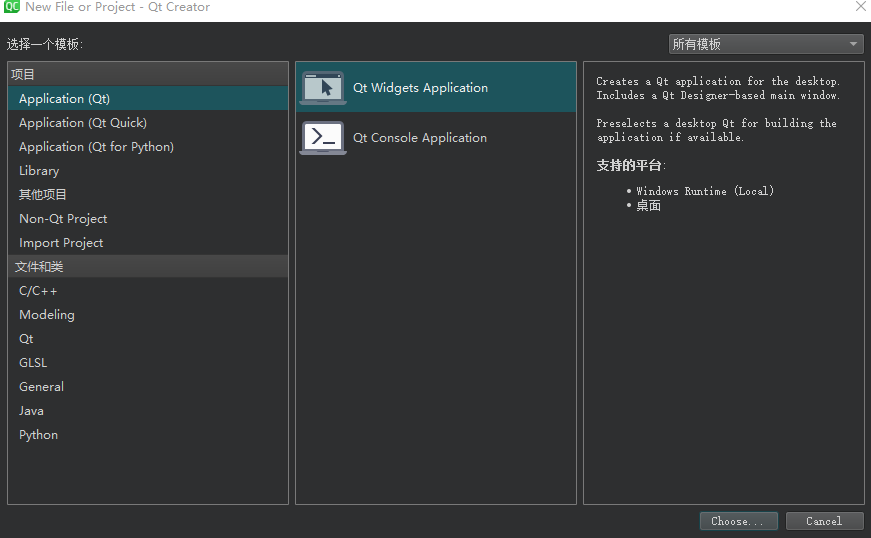 QC New File or Project - Qt Creator
选择一个模板:
所有模板
项目
Application (Qt)
Application (Qt Quick)
Application (Qt for Python)
Library
其他项目
Non-Qt Project
Import Project
文件和类
C/C++
Modeling
Qt
GLSL
General
Java
Python
Qt Widgets Application
>_ Qt Console Application
Creates a Qt application for the desktop.
Includes a Qt Designer-based main window.
Preselects a desktop Qt for building the
application if available.
支持的平台:
• Windows Runtime (Local)
• 桌面
Choose...
Cancel